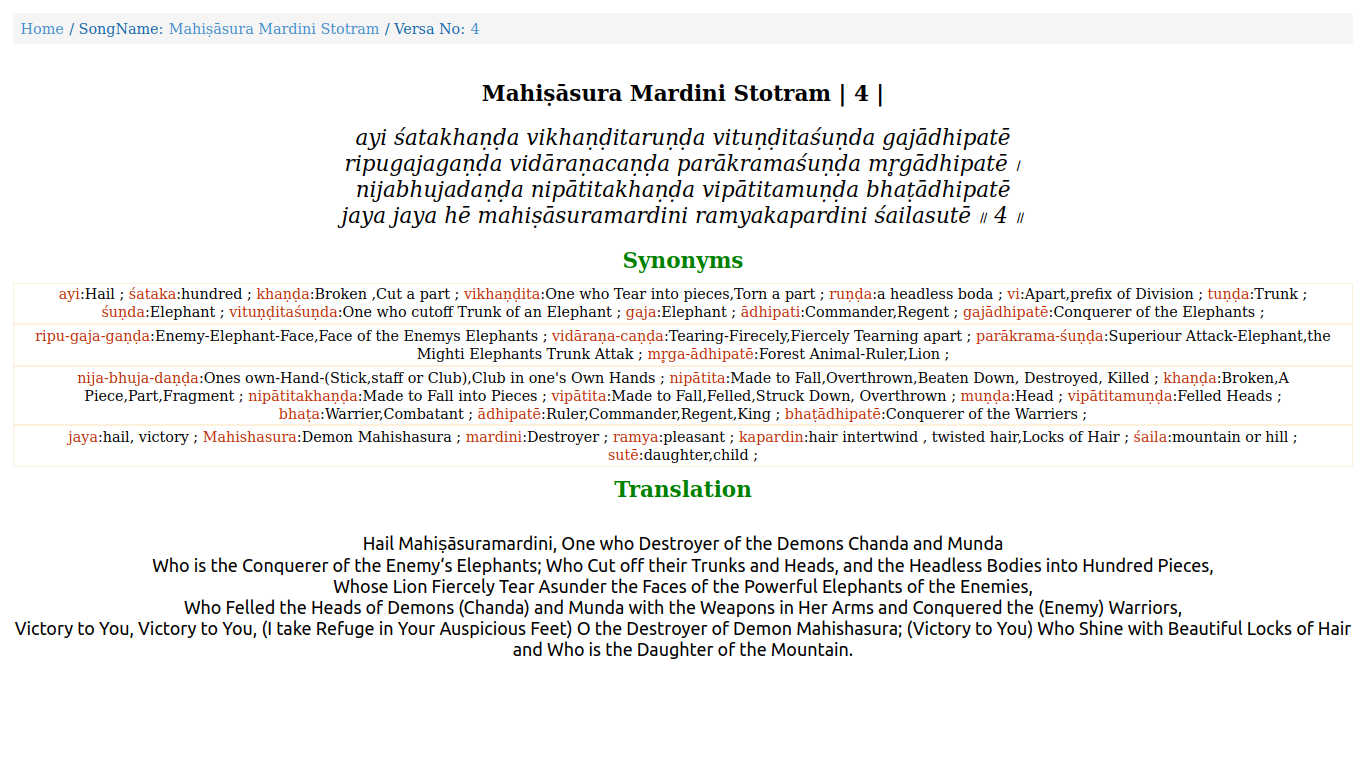 Home / SongName: Mahiṣāsura Mardini Stotram / Versa No: 4
Mahiṣāsura Mardini Stotram | 4 |
ayi śatakhaṇḍa vikhaṇḍitaruṇḍa vituṇḍitaśuṇḍa gajādhipatē
ripugajagaṇḍa vidāraṇacaṇḍa parākramaśuṇḍa mr̥gādhipatē ।
nijabhujadaṇḍa nipātitakhaṇḍa vipātitamuṇḍa bhaṭādhipatē
jaya jaya hē mahiṣāsuramardini ramyakapardini śailasutē ॥ 4 ॥
Synonyms
ayi:Hail ; śataka:hundred ; khaṇḍa:Broken ,Cut a part ; vikhaṇḍita:One who Tear into pieces,Torn a part ; ruṇḍa:a headless boda ; vi:Apart,prefix of Division ; tuṇḍa:Trunk ;
śuṇḍa:Elephant ; vituṇḍitaśuṇḍa:One who cutoff Trunk of an Elephant ; gaja:Elephant ; ādhipati:Commander,Regent ; gajādhipatē:Conquerer of the Elephants ;
ripu-gaja-gaṇḍa:Enemy-Elephant-Face,Face of the Enemys Elephants ; vidāraṇa-caṇḍa:Tearing-Firecely,Fiercely Tearning apart ; parākrama-śuṇḍa:Superiour Attack-Elephant,the
Mighti Elephants Trunk Attak ; mr̥ga-ādhipatē:Forest Animal-Ruler,Lion ;
nija-bhuja-daṇḍa:Ones own-Hand-(Stick,staff or Club),Club in one's Own Hands ; nipātita:Made to Fall,Overthrown,Beaten Down, Destroyed, Killed ; khaṇḍa:Broken,A
Piece,Part,Fragment ; nipātitakhaṇḍa:Made to Fall into Pieces ; vipātita:Made to Fall,Felled,Struck Down, Overthrown ; muṇḍa:Head ; vipātitamuṇḍa:Felled Heads ;
bhaṭa:Warrier,Combatant ; ādhipatē:Ruler,Commander,Regent,King ; bhaṭādhipatē:Conquerer of the Warriers ;
jaya:hail, victory ; Mahishasura:Demon Mahishasura ; mardini:Destroyer ; ramya:pleasant ; kapardin:hair intertwind , twisted hair,Locks of Hair ; śaila:mountain or hill ;
sutē:daughter,child ;
Translation
Hail Mahiṣāsuramardini, One who Destroyer of the Demons Chanda and Munda
Who is the Conquerer of the Enemy‘s Elephants; Who Cut off their Trunks and Heads, and the Headless Bodies into Hundred Pieces,
Whose Lion Fiercely Tear Asunder the Faces of the Powerful Elephants of the Enemies,
Who Felled the Heads of Demons (Chanda) and Munda with the Weapons in Her Arms and Conquered the (Enemy) Warriors,
Victory to You, Victory to You, (I take Refuge in Your Auspicious Feet) O the Destroyer of Demon Mahishasura; (Victory to You) Who Shine with Beautiful Locks of Hair
and Who is the Daughter of the Mountain.